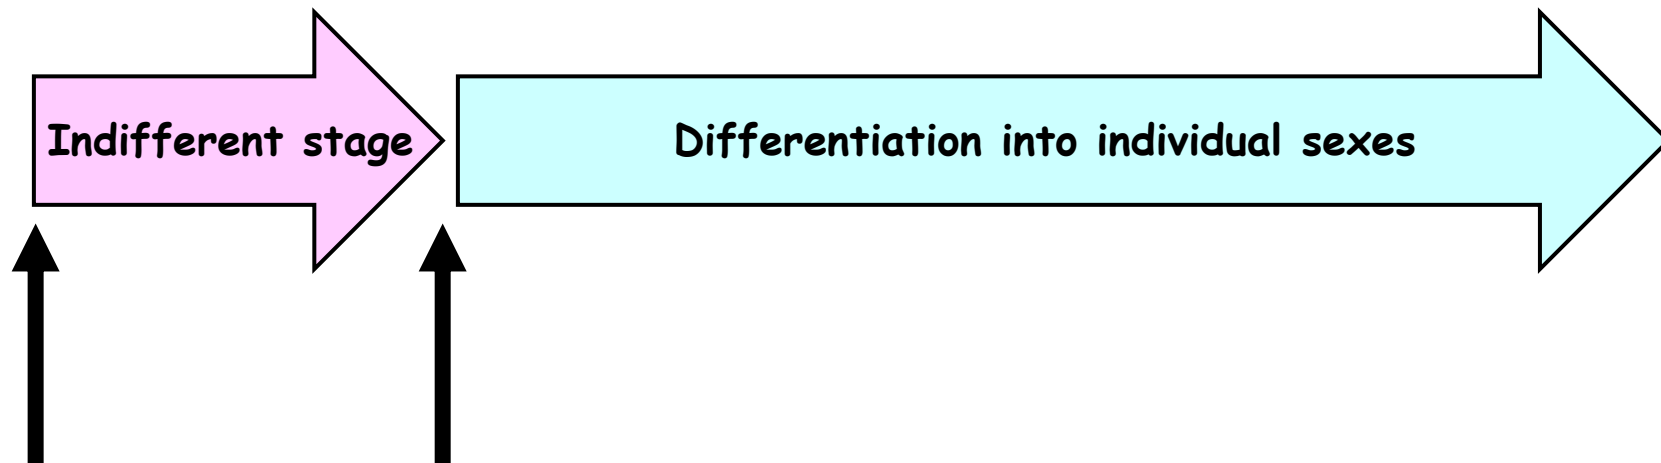 Indifferent stage
Differentiation into individual sexes